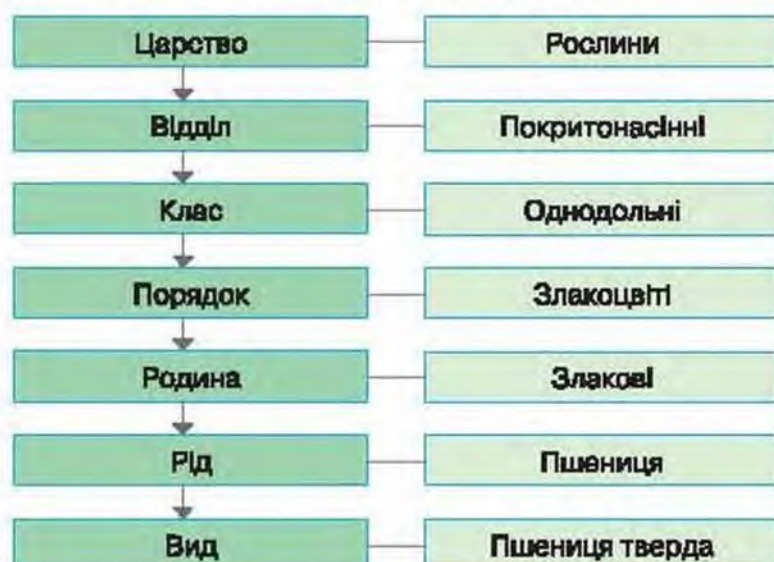 Царство
Рослини
Відділ
Покритонасінні
Клас
Однодольні
Порядок
Злакоцвіті
Родина
Злакові
Рід
Пшениця
Вид
Пшениця тверда